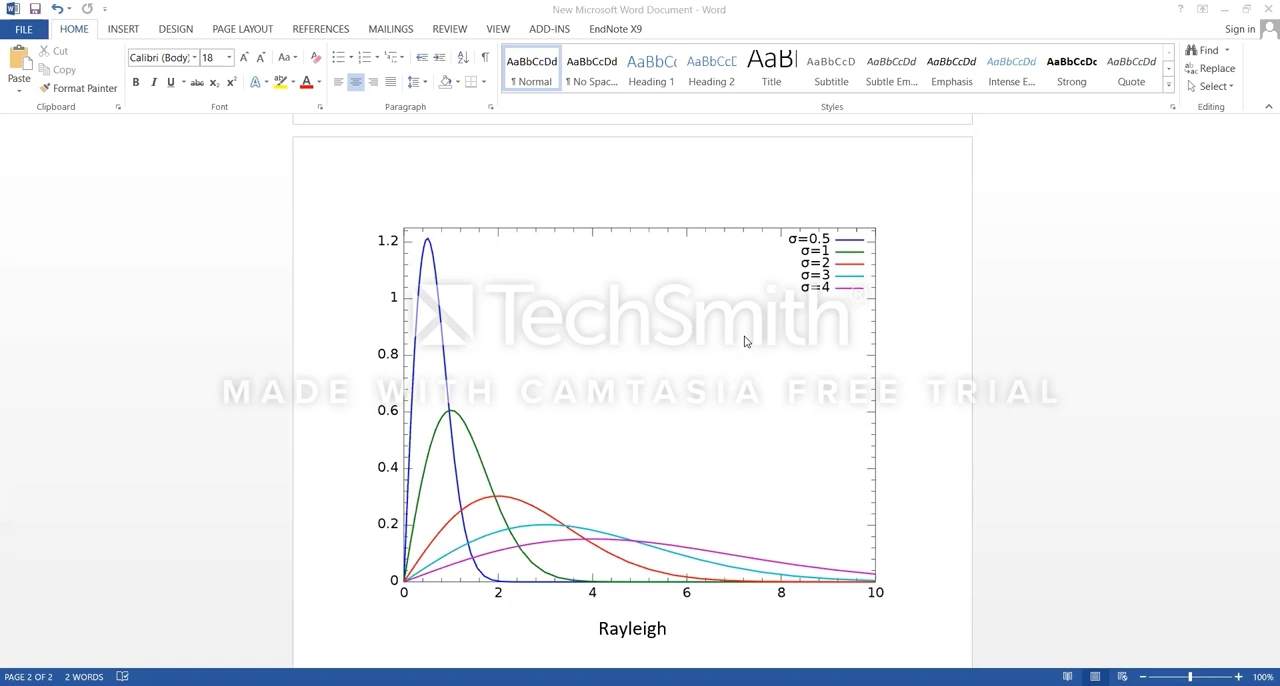 New Microsoft Word Document - Word
FILE HOME INSERT DESIGN PAGE LAYOUT REFERENCES MAILINGS REVIEW VIEW ADD-INS EndNote X9 Sign in
Paste
Cut
Copy
Format Painter
Clipboard
Calibri (Body) 18
Font
Paragraph
AaBbCcDd AaBbCcDd AaBbCc AaBbCcD AaBl AaBbCcD AaBbCcDd AaBbCcDd AaBbCcDd AaBbCcDc AaBbCcDd
¶ Normal ¶ No Spac... Heading 1 Heading 2 Title Subtitle Subtle Em... Emphasis Intense E... Strong Quote
Styles
Find
Replace
Select
Editing
1.2
1
0.8
0.6
0.4
0.2
0
0 2 4 6 8 10
σ=0.5
σ=1
σ=2
σ=3
σ=4
TechSmith
MADE WITH CAMTASIA FREE TRIAL
Rayleigh
PAGE 2 OF 2 2 WORDS 100%